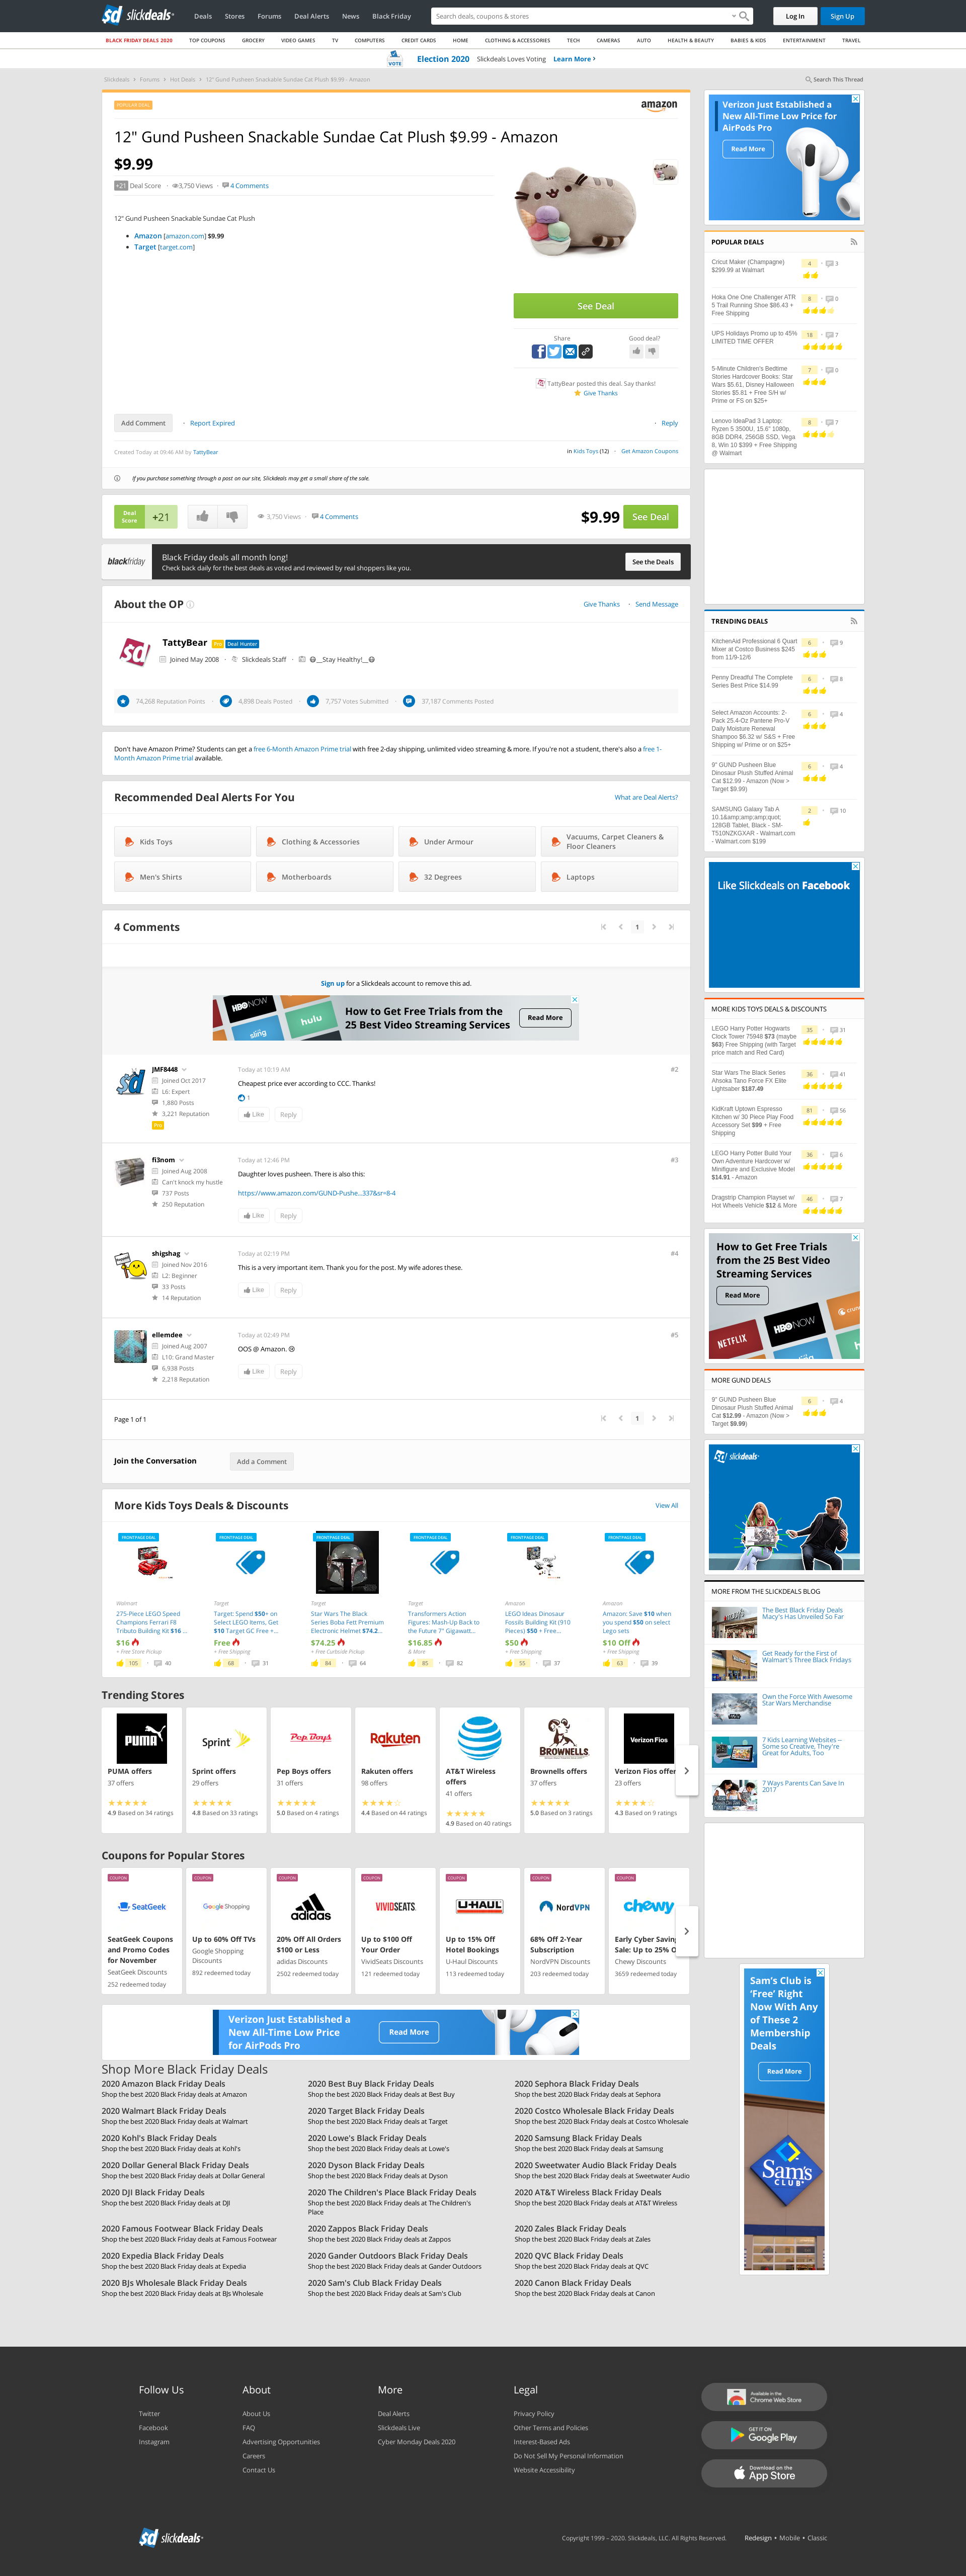 slickdeals
Deals
Stores
Forums
Deal Alerts
News
Black Friday
Search deals, coupons & stores
Log In
Sign Up
BLACK FRIDAY DEALS 2020
TOP COUPONS
GROCERY
VIDEO GAMES
TV
COMPUTERS
CREDIT CARDS
HOME
CLOTHING & ACCESSORIES
TECH
CAMERAS
AUTO
HEALTH & BEAUTY
BABIES & KIDS
ENTERTAINMENT
TRAVEL
VOTE
Election 2020 Slickdeals Loves Voting Learn More
Slickdeals > Forums > Hot Deals > 12" Gund Pusheen Snackable Sundae Cat Plush $9.99 - Amazon
Search This Thread
POPULAR DEAL
amazon
12" Gund Pusheen Snackable Sundae Cat Plush $9.99 - Amazon
$9.99
+21 Deal Score
3,750 Views
4 Comments
12" Gund Pusheen Snackable Sundae Cat Plush
Amazon [amazon.com] $9.99
Target [target.com]
See Deal
Share
Good deal?
TattyBear posted this deal. Say thanks!
Give Thanks
Add Comment
Report Expired
Reply
Created Today at 09:46 AM by TattyBear
in Kids Toys (12)
Get Amazon Coupons
If you purchase something through a post on our site, Slickdeals may get a small share of the sale.
Deal Score
+21
3,750 Views
4 Comments
$9.99
See Deal
blackfriday
Black Friday deals all month long!
Check back daily for the best deals as voted and reviewed by real shoppers like you.
See the Deals
About the OP
Give Thanks
Send Message
TattyBear
Pro
Deal Hunter
Joined May 2008
Slickdeals Staff
__Stay Healthy!__
74,268 Reputation Points
4,898 Deals Posted
7,757 Votes Submitted
37,187 Comments Posted
Don't have Amazon Prime? Students can get a free 6-Month Amazon Prime trial with free 2-day shipping, unlimited video streaming & more. If you're not a student, there's also a free 1-
Month Amazon Prime trial available.
Recommended Deal Alerts For You
What are Deal Alerts?
Kids Toys
Clothing & Accessories
Under Armour
Vacuums, Carpet Cleaners &
Floor Cleaners
Men's Shirts
Motherboards
32 Degrees
Laptops
4 Comments
1
Sign up for a Slickdeals account to remove this ad.
HBO NOW
sling
hulu
How to Get Free Trials from the
25 Best Video Streaming Services
Read More
JMF8448
Joined Oct 2017
L6: Expert
1,880 Posts
3,221 Reputation
Pro
Today at 10:19 AM
#2
Cheapest price ever according to CCC. Thanks!
1
Like
Reply
fi3nom
Joined Aug 2008
Can't knock my hustle
737 Posts
250 Reputation
Today at 12:46 PM
#3
Daughter loves pusheen. There is also this:
https://www.amazon.com/GUND-Pushe...337&sr=8-4
Like
Reply
shigshag
Joined Nov 2016
L2: Beginner
33 Posts
14 Reputation
Today at 02:19 PM
#4
This is a very important item. Thank you for the post. My wife adores these.
Like
Reply
ellemdee
Joined Aug 2007
L10: Grand Master
6,938 Posts
2,218 Reputation
Today at 02:49 PM
#5
OOS @ Amazon.
Like
Reply
Page 1 of 1
1
Join the Conversation
Add a Comment
More Kids Toys Deals & Discounts
View All
FRONTPAGE DEAL
Walmart
275-Piece LEGO Speed
Champions Ferrari F8
Tributo Building Kit $16 ...
$16
+ Free Store Pickup
105
40
FRONTPAGE DEAL
Target
Target: Spend $50+ on
Select LEGO Items, Get
$10 Target GC Free +...
Free
+ Free Shipping
68
31
FRONTPAGE DEAL
Target
Star Wars The Black
Series Boba Fett Premium
Electronic Helmet $74.2...
$74.25
+ Free Curbside Pickup
84
64
FRONTPAGE DEAL
Target
Transformers Action
Figures: Mash-Up Back to
the Future 7" Gigawatt...
$16.85
& More
85
82
FRONTPAGE DEAL
Amazon
LEGO Ideas Dinosaur
Fossils Building Kit (910
Pieces) $50 + Free...
$50
+ Free Shipping
55
37
FRONTPAGE DEAL
Amazon
Amazon: Save $10 when
you spend $50 on select
Lego sets
$10 Off
+ Free Shipping
63
39
Trending Stores
PUMA
PUMA offers
37 offers
4.9 Based on 34 ratings
Sprint
Sprint offers
29 offers
4.8 Based on 33 ratings
Pep Boys
Pep Boys offers
31 offers
5.0 Based on 4 ratings
Rakuten
Rakuten offers
98 offers
4.4 Based on 44 ratings
AT&T Wireless
offers
41 offers
4.9 Based on 40 ratings
BROWNELLS
Brownells offers
37 offers
5.0 Based on 3 ratings
Verizon Fios
Verizon Fios offer
23 offers
4.3 Based on 9 ratings
Coupons for Popular Stores
COUPON
SeatGeek
SeatGeek Coupons
and Promo Codes
for November
SeatGeek Discounts
252 redeemed today
COUPON
Google Shopping
Up to 60% Off TVs
Google Shopping
Discounts
892 redeemed today
COUPON
adidas
20% Off All Orders
$100 or Less
adidas Discounts
2502 redeemed today
COUPON
VIVIDSEATS.
Up to $100 Off
Your Order
VividSeats Discounts
121 redeemed today
COUPON
U-HAUL
Up to 15% Off
Hotel Bookings
U-Haul Discounts
113 redeemed today
COUPON
NordVPN
68% Off 2-Year
Subscription
NordVPN Discounts
203 redeemed today
COUPON
chewy
Early Cyber Saving
Sale: Up to 25% O
Chewy Discounts
3659 redeemed today
Verizon Just Established a
New All-Time Low Price
for AirPods Pro
Read More
Shop More Black Friday Deals
2020 Amazon Black Friday Deals
Shop the best 2020 Black Friday deals at Amazon
2020 Best Buy Black Friday Deals
Shop the best 2020 Black Friday deals at Best Buy
2020 Sephora Black Friday Deals
Shop the best 2020 Black Friday deals at Sephora
2020 Walmart Black Friday Deals
Shop the best 2020 Black Friday deals at Walmart
2020 Target Black Friday Deals
Shop the best 2020 Black Friday deals at Target
2020 Costco Wholesale Black Friday Deals
Shop the best 2020 Black Friday deals at Costco Wholesale
2020 Kohl's Black Friday Deals
Shop the best 2020 Black Friday deals at Kohl's
2020 Lowe's Black Friday Deals
Shop the best 2020 Black Friday deals at Lowe's
2020 Samsung Black Friday Deals
Shop the best 2020 Black Friday deals at Samsung
2020 Dollar General Black Friday Deals
Shop the best 2020 Black Friday deals at Dollar General
2020 Dyson Black Friday Deals
Shop the best 2020 Black Friday deals at Dyson
2020 Sweetwater Audio Black Friday Deals
Shop the best 2020 Black Friday deals at Sweetwater Audio
2020 DJI Black Friday Deals
Shop the best 2020 Black Friday deals at DJI
2020 The Children's Place Black Friday Deals
Shop the best 2020 Black Friday deals at The Children's
Place
2020 AT&T Wireless Black Friday Deals
Shop the best 2020 Black Friday deals at AT&T Wireless
2020 Famous Footwear Black Friday Deals
Shop the best 2020 Black Friday deals at Famous Footwear
2020 Zappos Black Friday Deals
Shop the best 2020 Black Friday deals at Zappos
2020 Zales Black Friday Deals
Shop the best 2020 Black Friday deals at Zales
2020 Expedia Black Friday Deals
Shop the best 2020 Black Friday deals at Expedia
2020 Gander Outdoors Black Friday Deals
Shop the best 2020 Black Friday deals at Gander Outdoors
2020 QVC Black Friday Deals
Shop the best 2020 Black Friday deals at QVC
2020 BJs Wholesale Black Friday Deals
Shop the best 2020 Black Friday deals at BJs Wholesale
2020 Sam's Club Black Friday Deals
Shop the best 2020 Black Friday deals at Sam's Club
2020 Canon Black Friday Deals
Shop the best 2020 Black Friday deals at Canon
Verizon Just Established a
New All-Time Low Price for
AirPods Pro
Read More
POPULAR DEALS
Cricut Maker (Champagne)
$299.99 at Walmart
4
3
Hoka One One Challenger ATR
5 Trail Running Shoe $86.43 +
Free Shipping
8
0
UPS Holidays Promo up to 45%
LIMITED TIME OFFER
18
7
5-Minute Children's Bedtime
Stories Hardcover Books: Star
Wars $5.61, Disney Halloween
Stories $5.81 + Free S/H w/
Prime or FS on $25+
7
0
Lenovo IdeaPad 3 Laptop:
Ryzen 5 3500U, 15.6" 1080p,
8GB DDR4, 256GB SSD, Vega
8, Win 10 $399 + Free Shipping
@ Walmart
8
7
TRENDING DEALS
KitchenAid Professional 6 Quart
Mixer at Costco Business $245
from 11/9-12/6
6
9
Penny Dreadful The Complete
Series Best Price $14.99
6
8
Select Amazon Accounts: 2-
Pack 25.4-Oz Pantene Pro-V
Daily Moisture Renewal
Shampoo $6.32 w/ S&S + Free
Shipping w/ Prime or on $25+
6
4
9" GUND Pusheen Blue
Dinosaur Plush Stuffed Animal
Cat $12.99 - Amazon (Now >
Target $9.99)
6
4
SAMSUNG Galaxy Tab A
10.1&amp;amp;amp;quot;
128GB Tablet, Black - SM-
T510NZKGXAR - Walmart.com
- Walmart.com $199
2
10
Like Slickdeals on Facebook
MORE KIDS TOYS DEALS & DISCOUNTS
LEGO Harry Potter Hogwarts
Clock Tower 75948 $73 (maybe
$63) Free Shipping (with Target
price match and Red Card)
35
31
Star Wars The Black Series
Ahsoka Tano Force FX Elite
Lightsaber $187.49
36
41
KidKraft Uptown Espresso
Kitchen w/ 30 Piece Play Food
Accessory Set $99 + Free
Shipping
81
56
LEGO Harry Potter Build Your
Own Adventure Hardcover w/
Minifigure and Exclusive Model
$14.91 - Amazon
36
6
Dragstrip Champion Playset w/
Hot Wheels Vehicle $12 & More
46
7
How to Get Free Trials
from the 25 Best Video
Streaming Services
Read More
NETFLIX
HBO NOW
hulu
crunc
MORE GUND DEALS
9" GUND Pusheen Blue
Dinosaur Plush Stuffed Animal
Cat $12.99 - Amazon (Now >
Target $9.99)
6
4
slickdeals
MORE FROM THE SLICKDEALS BLOG
The Best Black Friday Deals
Macy's Has Unveiled So Far
Get Ready for the First of
Walmart's Three Black Fridays
Own the Force With Awesome
Star Wars Merchandise
7 Kids Learning Websites --
Some so Creative, They're
Great for Adults, Too
7 Ways Parents Can Save In
2017
Sam's Club is
'Free' Right
Now With Any
of These 2
Membership
Deals
Read More
Sam's
CLUB
Follow Us
Twitter
Facebook
Instagram
About
About Us
FAQ
Advertising Opportunities
Careers
Contact Us
More
Deal Alerts
Slickdeals Live
Cyber Monday Deals 2020
Legal
Privacy Policy
Other Terms and Policies
Interest-Based Ads
Do Not Sell My Personal Information
Website Accessibility
Available in the
Chrome Web Store
GET IT ON
Google Play
Download on the
App Store
slickdeals
Copyright 1999 – 2020. Slickdeals, LLC. All Rights Reserved.
Redesign • Mobile • Classic